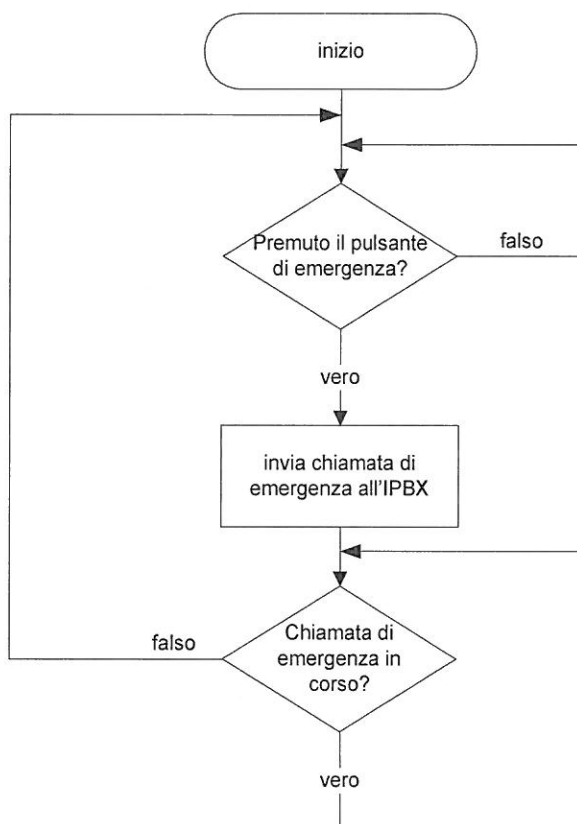 inizio
Premuto il pulsante
di emergenza?
falso
vero
invia chiamata di
emergenza all'IPBX
falso
Chiamata di
emergenza in
corso?
vero